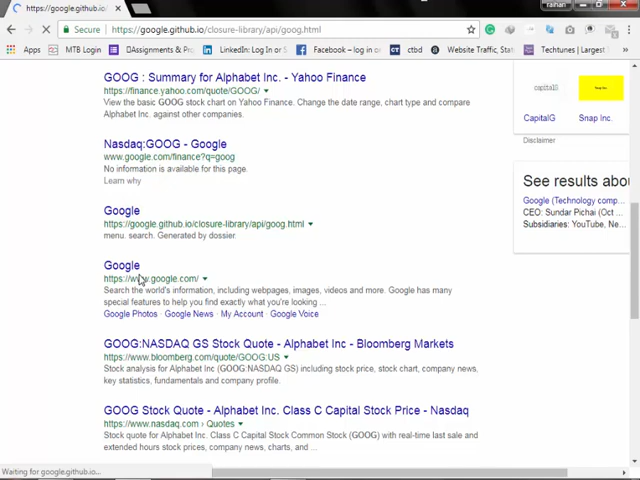 https://google.github.io/c
raihan
Secure https://google.github.io/closure-library/api/goog.html
Apps MTB Login DAssignments & Pro LinkedIn: Log In or S Facebook – log in o ctbd Website Traffic, Stat Techtunes | Largest
GOOG : Summary for Alphabet Inc. - Yahoo Finance
https://finance.yahoo.com/quote/GOOG/
View the basic GOOG stock chart on Yahoo Finance. Change the date range, chart type and compare
Alphabet Inc. against other companies.
Nasdaq:GOOG - Google
www.google.com/finance?q=goog
No information is available for this page.
Learn why
Google
https://google.github.io/closure-library/api/goog.html
menu. search. Generated by dossier.
Google
https://www.google.com/
Search the world's information, including webpages, images, videos and more. Google has many
special features to help you find exactly what you're looking ...
Google Photos · Google News · My Account · Google Voice
GOOG:NASDAQ GS Stock Quote - Alphabet Inc - Bloomberg Markets
https://www.bloomberg.com/quote/GOOG:US
Stock analysis for Alphabet Inc (GOOG:NASDAQ GS) including stock price, stock chart, company news,
key statistics, fundamentals and company profile.
GOOG Stock Quote - Alphabet Inc. Class C Capital Stock Price - Nasdaq
https://www.nasdaq.com › Quotes
Stock quote for Alphabet Inc. Class C Capital Stock Common Stock (GOOG) with real-time last sale and
extended hours stock prices, company news, charts, and ...
CapitalG Snap Inc.
Disclaimer
See results abou
Google (Technology comp...
CEO: Sundar Pichai (Oct ...
Subsidiaries: YouTube, Ne...
Waiting for google.github.io...